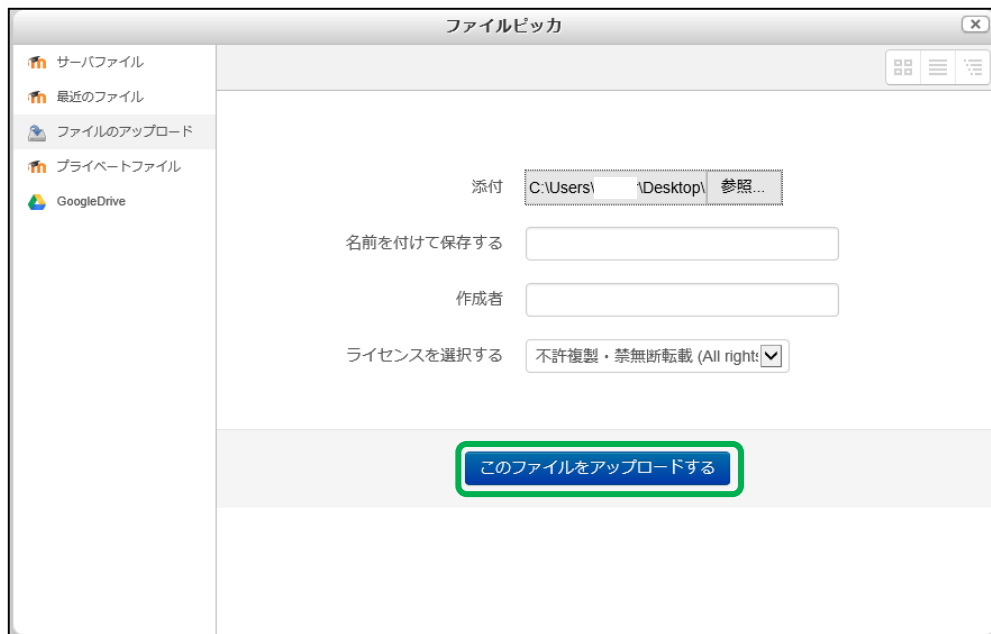 ファイルピッカ
サーバファイル
最近のファイル
ファイルのアップロード
プライベートファイル
GoogleDrive
添付 C:\Users\ \Desktop\ 参照...
名前を付けて保存する
作成者
ライセンスを選択する 不許複製・禁無断転載 (All rights
このファイルをアップロードする